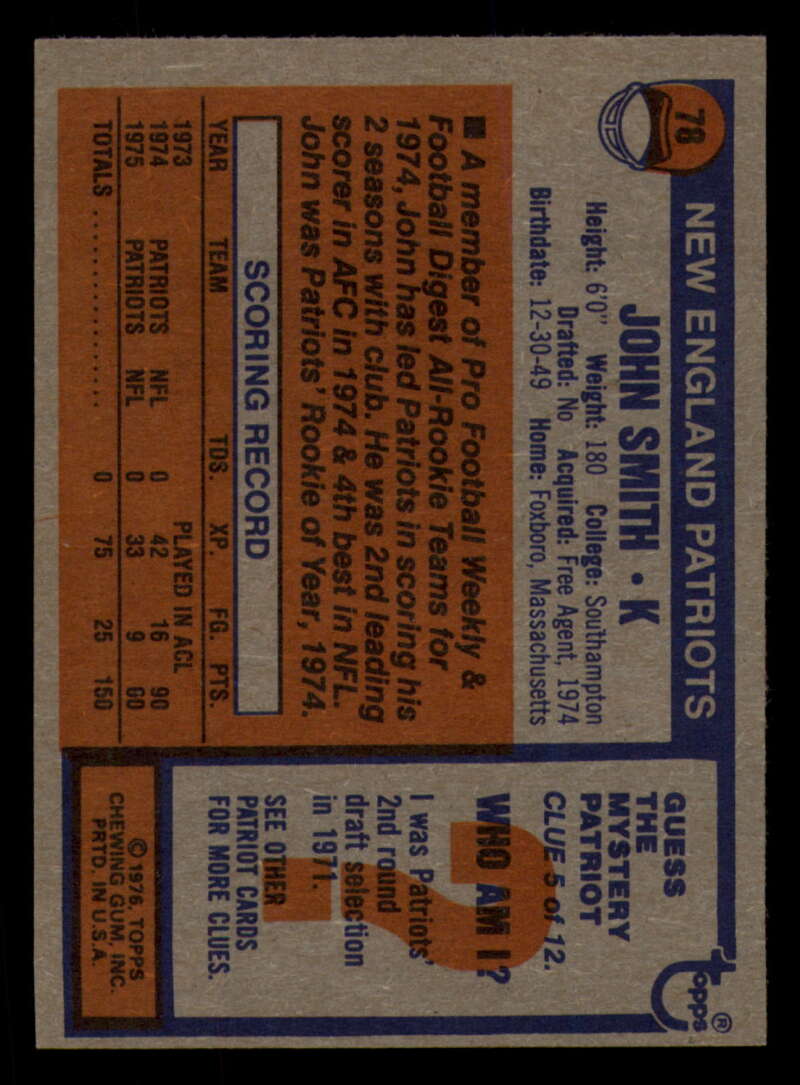 78
NEW ENGLAND PATRIOTS
JOHN SMITH • K
Height: 6'0" Weight: 180 College: Southampton
Drafted: No Acquired: Free Agent, 1974
Birthdate: 12-30-49 Home: Foxboro, Massachusetts
■ A member of Pro Football Weekly &
Football Digest All-Rookie Teams for
1974, John has led Patriots in scoring his
2 seasons with club. He was 2nd leading
scorer in AFC in 1974 & 4th best in NFL.
John was Patriots' Rookie of Year, 1974.
SCORING RECORD
YEAR TEAM TDS. XP. FG. PTS.
1973 PLAYED IN ACL
1974 PATRIOTS NFL 0 42 16 90
1975 PATRIOTS NFL 0 33 9 60
TOTALS .................. 0 75 25 150
topps®
GUESS
THE
MYSTERY
PATRIOT
CLUE 5 of 12.
?
WHO AM I?
I was Patriots'
2nd round
draft selection
in 1971.
SEE OTHER
PATRIOT CARDS
FOR MORE CLUES.
© 1976, TOPPS
CHEWING GUM, INC.
PRTD. IN U.S.A.